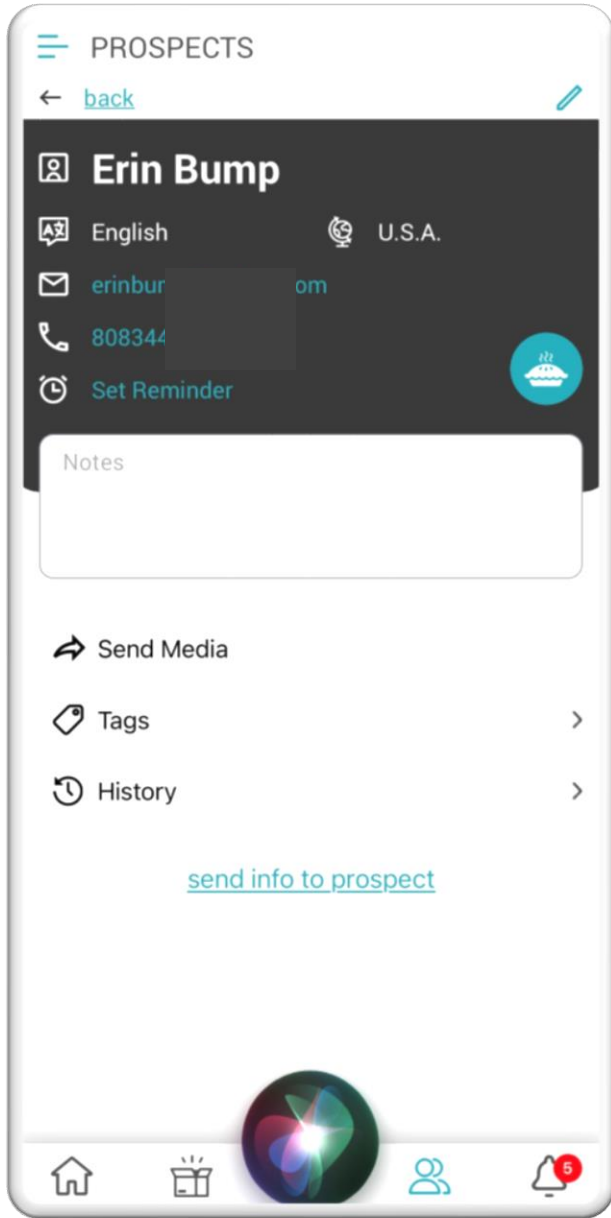 PROSPECTS
← back
Erin Bump
English U.S.A.
erinbur om
808344
Set Reminder
Notes
Send Media
Tags
History
send info to prospect
5